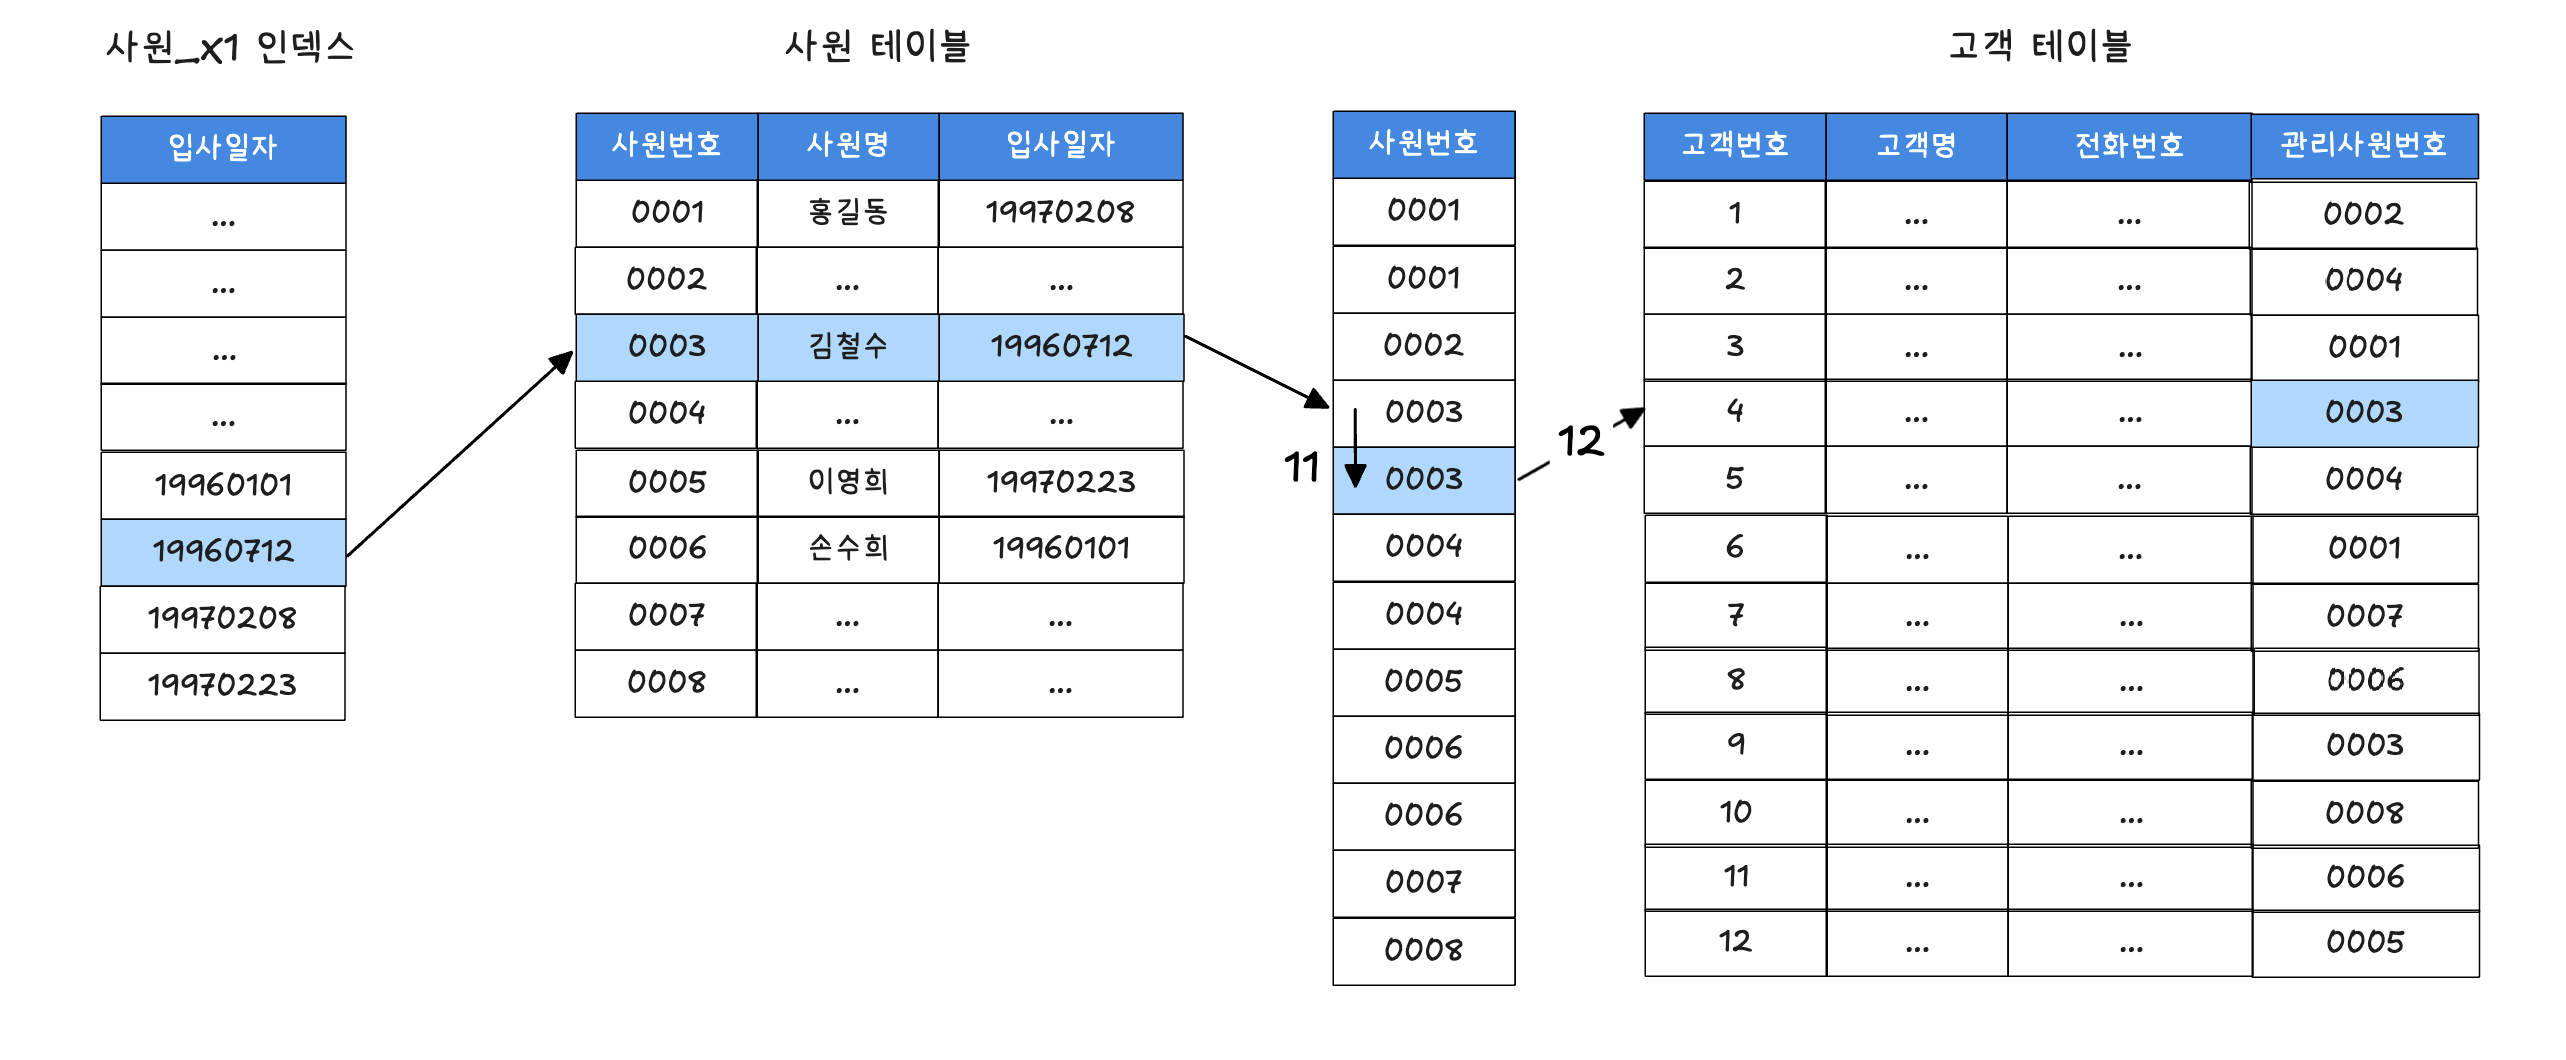 사원_X1 인덱스
입사일자
...
...
...
...
19960101
19960712
19970208
19970223
사원 테이블
사원번호 사원명 입사일자
0001 홍길동 19970208
0002 ... ...
0003 김철수 19960712
0004 ... ...
0005 이영희 19970223
0006 손수희 19960101
0007 ... ...
0008 ... ...
사원번호
0001
0001
0002
0003
0003
0004
0004
0005
0006
0006
0007
0008
11
12
고객 테이블
고객번호 고객명 전화번호 관리사원번호
1 ... ... 0002
2 ... ... 0004
3 ... ... 0001
4 ... ... 0003
5 ... ... 0004
6 ... ... 0001
7 ... ... 0007
8 ... ... 0006
9 ... ... 0003
10 ... ... 0008
11 ... ... 0006
12 ... ... 0005